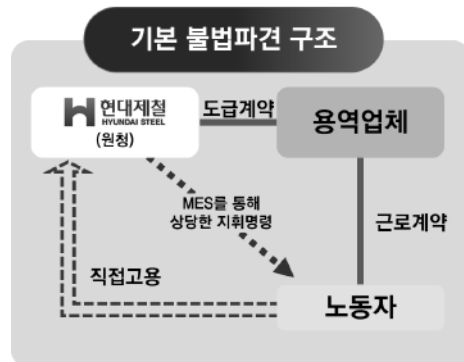 기본 불법파견 구조
현대제철
HYUNDAI STEEL
(원청)
도급계약
용역업체
MES를 통해
상당한 지휘명령
근로계약
직접고용
노동자